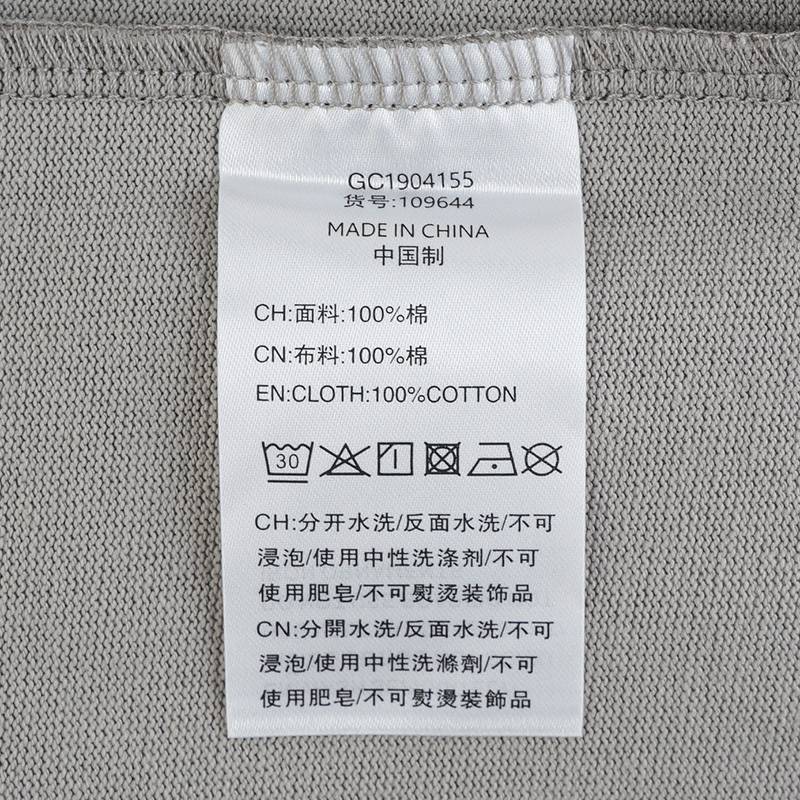 GC1904155
货号:109644
MADE IN CHINA
中国制
CH:面料:100%棉
CN:布料:100%棉
EN:CLOTH:100%COTTON
30
CH:分开水洗/反面水洗/不可
浸泡/使用中性洗涤剂/不可
使用肥皂/不可熨烫装饰品
CN:分開水洗/反面水洗/不可
浸泡/使用中性洗滌劑/不可
使用肥皂/不可熨燙裝飾品